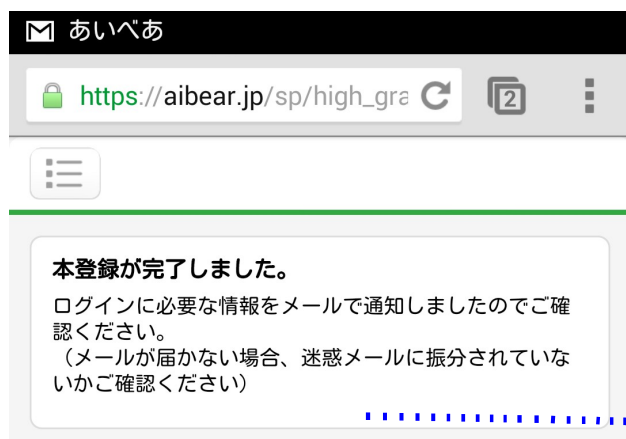 あいべあ
https://aibear.jp/sp/high_gra
2
本登録が完了しました。
ログインに必要な情報をメールで通知しましたのでご確
認ください。
（メールが届かない場合、迷惑メールに振分されていな
いかご確認ください）